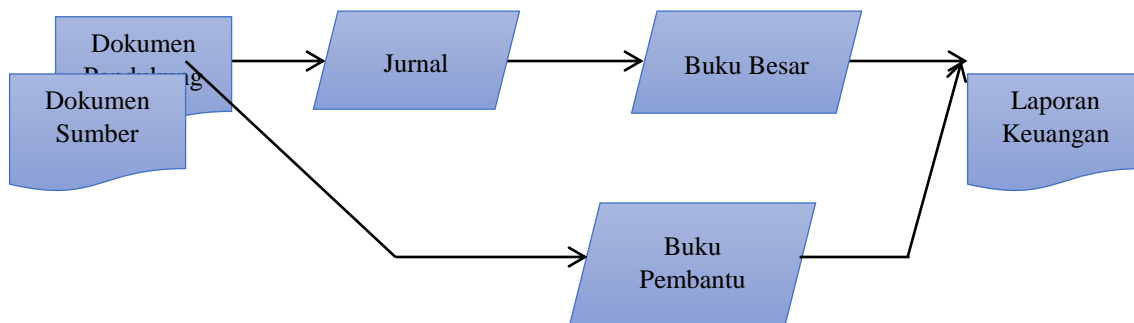 Dokumen
Dokumen
Sumber
Jurnal
Buku Besar
Laporan
Keuangan
Buku
Pembantu